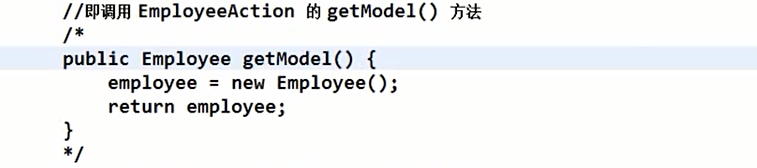 //即调用 EmployeeAction 的 getModel() 方法
/*
public Employee getModel() {
    employee = new Employee();
    return employee;
}
*/